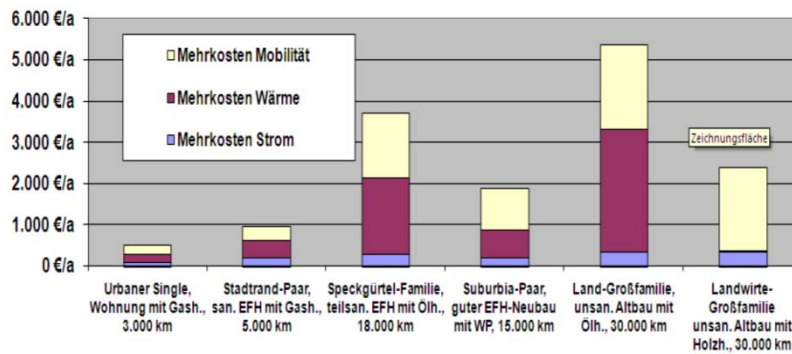 6.000 €/a
5.000 €/a
4.000 €/a
3.000 €/a
2.000 €/a
1.000 €/a
0 €/a
Mehrkosten Mobilität
Mehrkosten Wärme
Mehrkosten Strom
Zeichnungsfläche
Urbaner Single,
Wohnung mit Gash.,
3.000 km
Stadtrand-Paar,
san. EFH mit Gash.,
5.000 km
Speckgürtel-Familie,
teilsan. EFH mit Ölh.,
18.000 km
Suburbia-Paar,
guter EFH-Neubau
mit WP, 15.000 km
Land-Großfamilie,
unsan. Altbau mit
Ölh., 30.000 km
Landwirte-
Großfamilie
unsan. Altbau mit
Holzh., 30.000 km